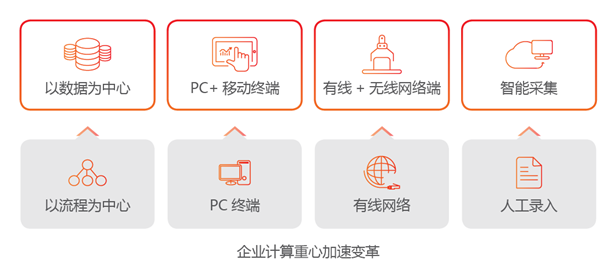 以数据为中心
PC+ 移动终端
有线 + 无线网络端
智能采集
以流程为中心
PC 终端
有线网络
人工录入
企业计算重心加速变革